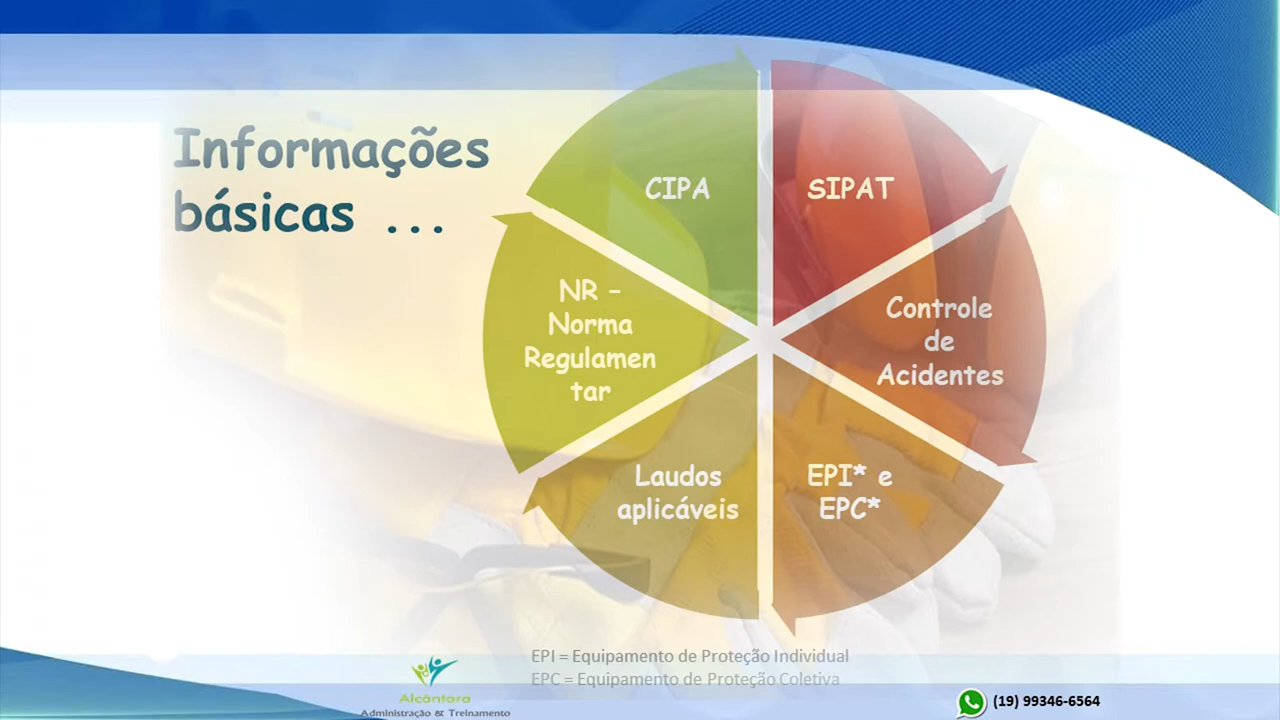 Informações
básicas ...
CIPA
SIPAT
NR –
Norma
Regulamen
tar
Controle
de
Acidentes
Laudos
aplicáveis
EPI* e
EPC*
EPI = Equipamento de Proteção Individual
EPC = Equipamento de Proteção Coletiva
Alcântara
Administração & Treinamento
(19) 99346-6564